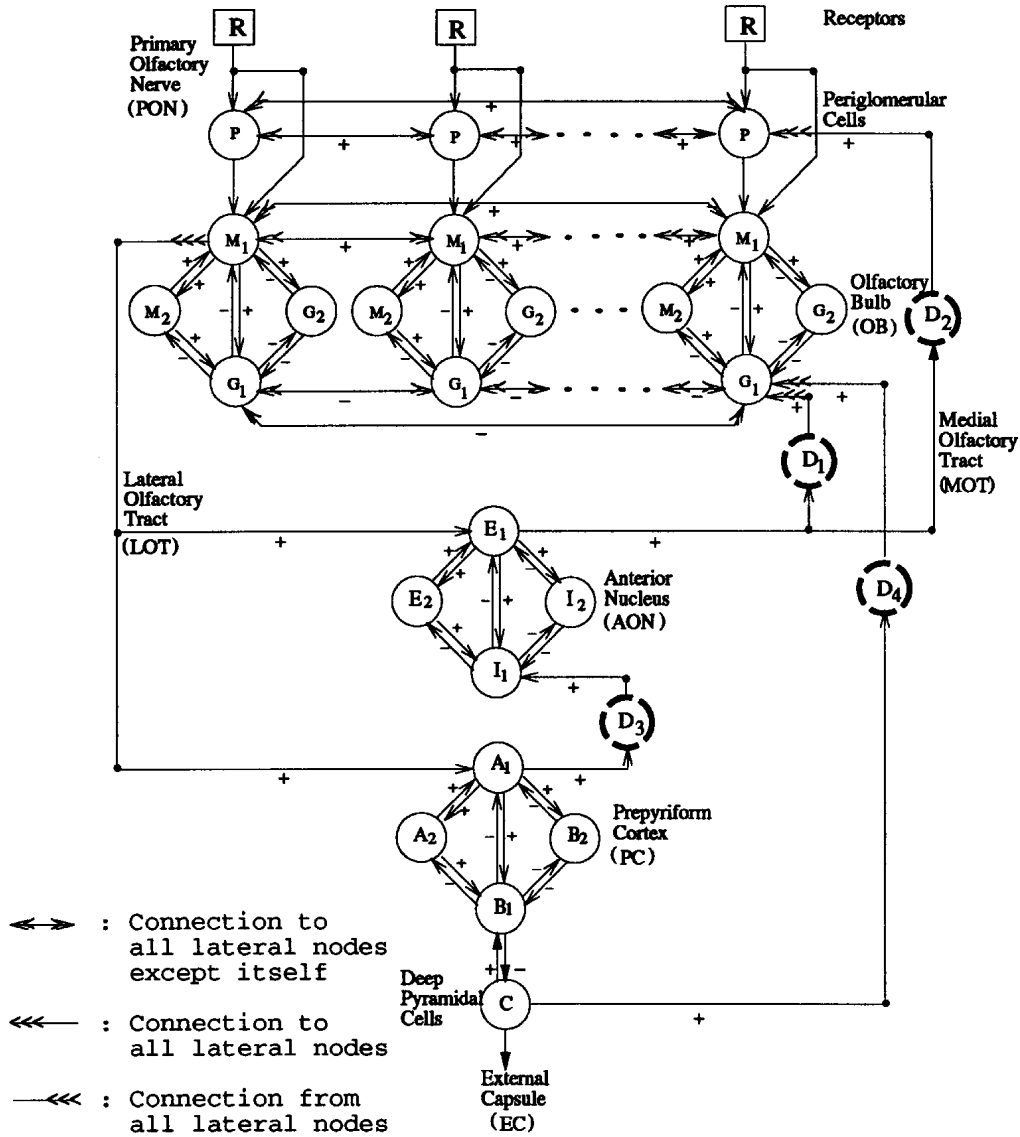 R R R Receptors
Primary
Olfactory
Nerve
(PON)
+
Periglomerular
Cells
P P P
+ + + +
+
M1 M1 M1
+ + +
+ + + + + + + + + + + +
- - -
M2 G2 M2 G2 M2 G2
- + - + - +
Olfactory
Bulb
(OB)
D2
+ + +
- - - - - - - - -
G1 G1 G1
- - -
+ +
-
D1
Medial
Olfactory
Tract
(MOT)
Lateral
Olfactory
Tract
(LOT)
+
E1
+
+ + + -
E2 - + I2
Anterior
Nucleus
(AON)
D4
+ - - -
I1
+
D3
+
A1
+
+ + + -
A2 - + B2
Prepyriform
Cortex
(PC)
+ - - -
B1
: Connection to
all lateral nodes
except itself
+ -
Deep
Pyramidal
Cells
C
+
: Connection to
all lateral nodes
External
Capsule
(EC)
: Connection from
all lateral nodes